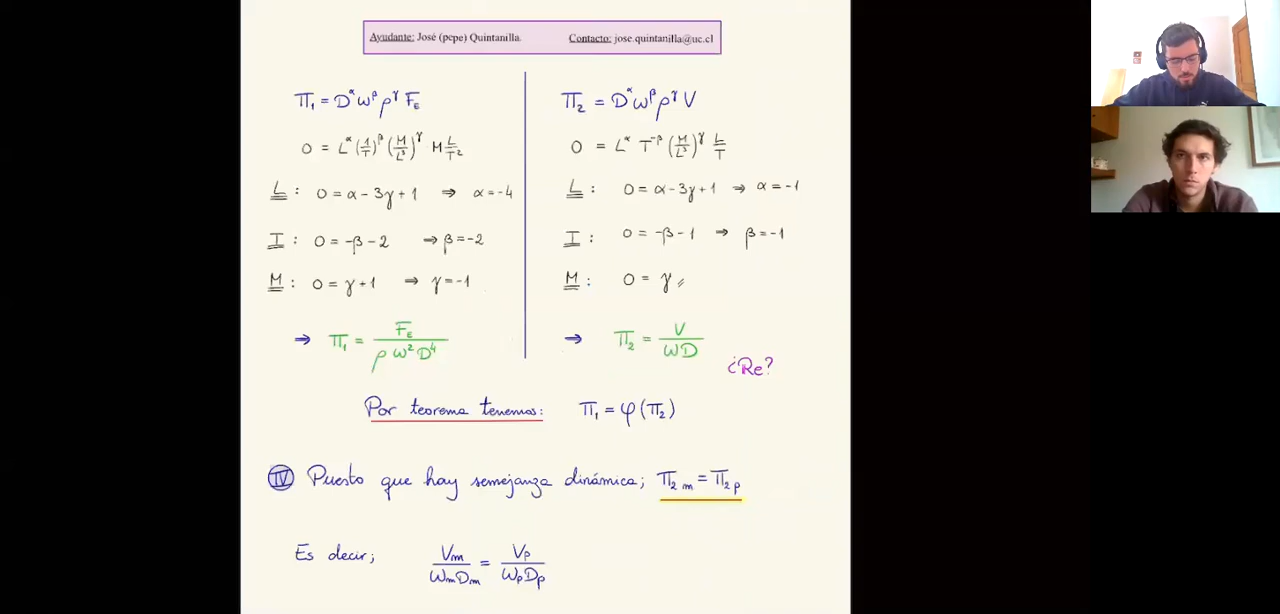 Ayudante: José (pepe) Quintanilla. Contacto: jose.quintanilla@uc.cl
Π₁ = D^α ω^β ρ^γ F_E
0 = L^α (1/T)^β (M/L³)^γ · M L/T²
L: 0 = α - 3γ + 1 ⇒ α = -4
I: 0 = -β - 2 ⇒ β = -2
M: 0 = γ + 1 ⇒ γ = -1
⇒ Π₁ = F_E / ρ ω² D⁴
Π₂ = D^α ω^β ρ^γ V
0 = L^α T^-β (M/L³)^γ L/T
L: 0 = α - 3γ + 1 ⇒ α = -1
I: 0 = -β - 1 ⇒ β = -1
M: 0 = γ //
⇒ Π₂ = V / ωD
¿Re?
Por teorema tenemos: Π₁ = φ(Π₂)
IV Puesto que hay semejanza dinámica; Π₂ m = Π₂ p
Es decir; Vm / ωm Dm = Vp / ωp Dp